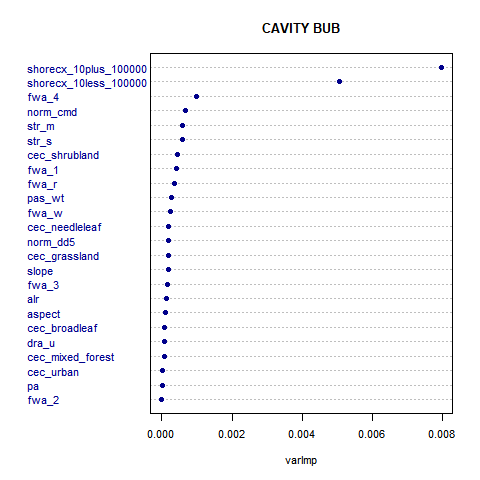 CAVITY BUB
shorecx_10plus_100000
shorecx_10less_100000
fwa_4
norm_cmd
str_m
str_s
cec_shrubland
fwa_1
fwa_r
pas_wt
fwa_w
cec_needleleaf
norm_dd5
cec_grassland
slope
fwa_3
alr
aspect
cec_broadleaf
dra_u
cec_mixed_forest
cec_urban
pa
fwa_2
0.000 0.002 0.004 0.006 0.008
varImp